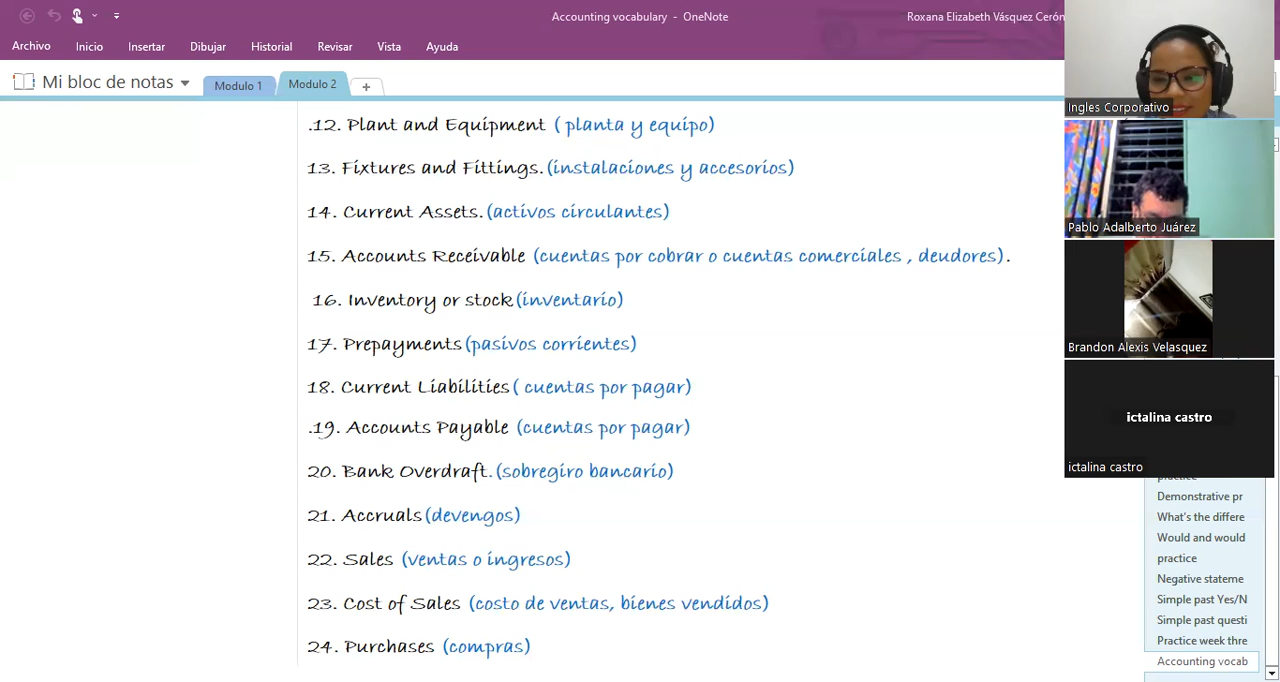 Accounting vocabulary - OneNote
Roxana Elizabeth Vásquez Cerón
Archivo Inicio Insertar Dibujar Historial Revisar Vista Ayuda
Mi bloc de notas Modulo 1 Modulo 2 +
.12. Plant and Equipment ( planta y equipo)
13. Fixtures and Fittings. (instalaciones y accesorios)
14. Current Assets. (activos circulantes)
15. Accounts Receivable (cuentas por cobrar o cuentas comerciales , deudores) .
16. Inventory or stock (inventario)
17. Prepayments (pasivos corrientes)
18. Current Liabilities ( cuentas por pagar)
.19. Accounts Payable (cuentas por pagar)
20. Bank Overdraft. (sobregiro bancario)
21. Accruals (devengos)
22. Sales (ventas o ingresos)
23. Cost of Sales (costo de ventas, bienes vendidos)
24. Purchases (compras)
Ingles Corporativo
Pablo Adalberto Juárez
Brandon Alexis Velasquez
ictalina castro
ictalina castro
practice
Demonstrative pr
What's the differe
Would and would
practice
Negative stateme
Simple past Yes/N
Simple past questi
Practice week thre
Accounting vocab